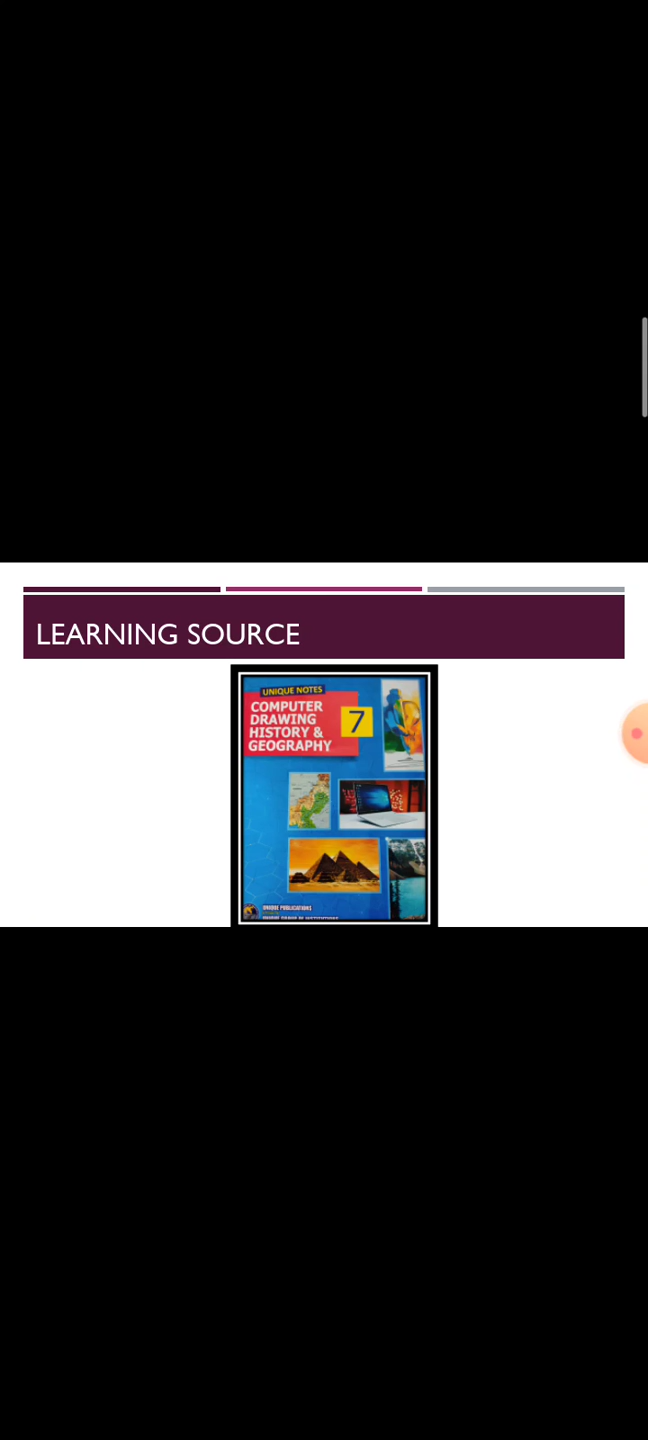 LEARNING SOURCE
UNIQUE NOTES
COMPUTER
DRAWING
HISTORY &
GEOGRAPHY
7
UNIQUE PUBLICATIONS